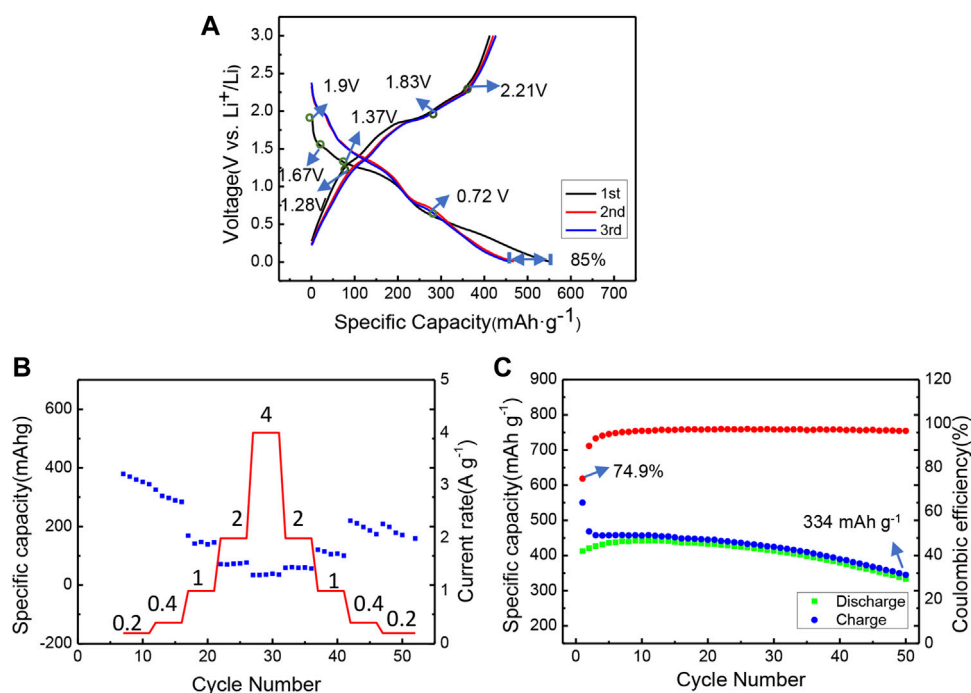 A
Voltage(V vs. Li⁺/Li)
3.0
2.5
2.0
1.5
1.0
0.5
0.0
1.9V
1.83V
2.21V
1.37V
1.67V
1.28V
0.72 V
1st
2nd
3rd
85%
0 100 200 300 400 500 600 700
Specific Capacity(mAh·g⁻¹)
B
Specific capacity(mAhg)
600
400
200
0
-200
0.2
0.4
1
2
4
2
1
0.4
0.2
5
4
3
2
1
0
Current rate(A g⁻¹)
0 10 20 30 40 50
Cycle Number
C
Specific capacity(mAh g⁻¹)
900
800
700
600
500
400
300
200
74.9%
334 mAh g⁻¹
Discharge
Charge
120
100
80
60
40
20
0
Coulombic efficiency(%)
0 10 20 30 40 50
Cycle Number